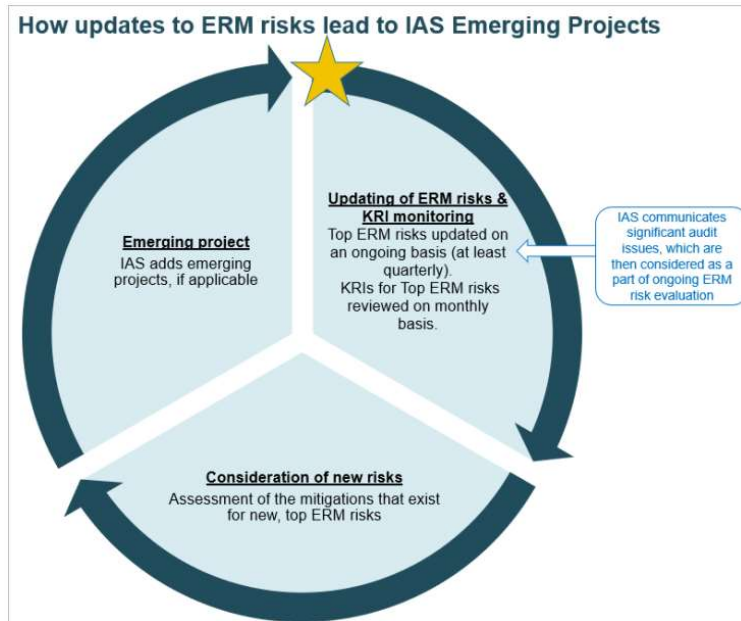 How updates to ERM risks lead to IAS Emerging Projects
Updating of ERM risks &
KRI monitoring
Top ERM risks updated on
an ongoing basis (at least
quarterly).
KRIs for Top ERM risks
reviewed on monthly
basis.
IAS communicates
significant audit
issues, which are
then considered as a
part of ongoing ERM
risk evaluation
Consideration of new risks
Assessment of the mitigations that exist
for new, top ERM risks
Emerging project
IAS adds emerging
projects, if applicable